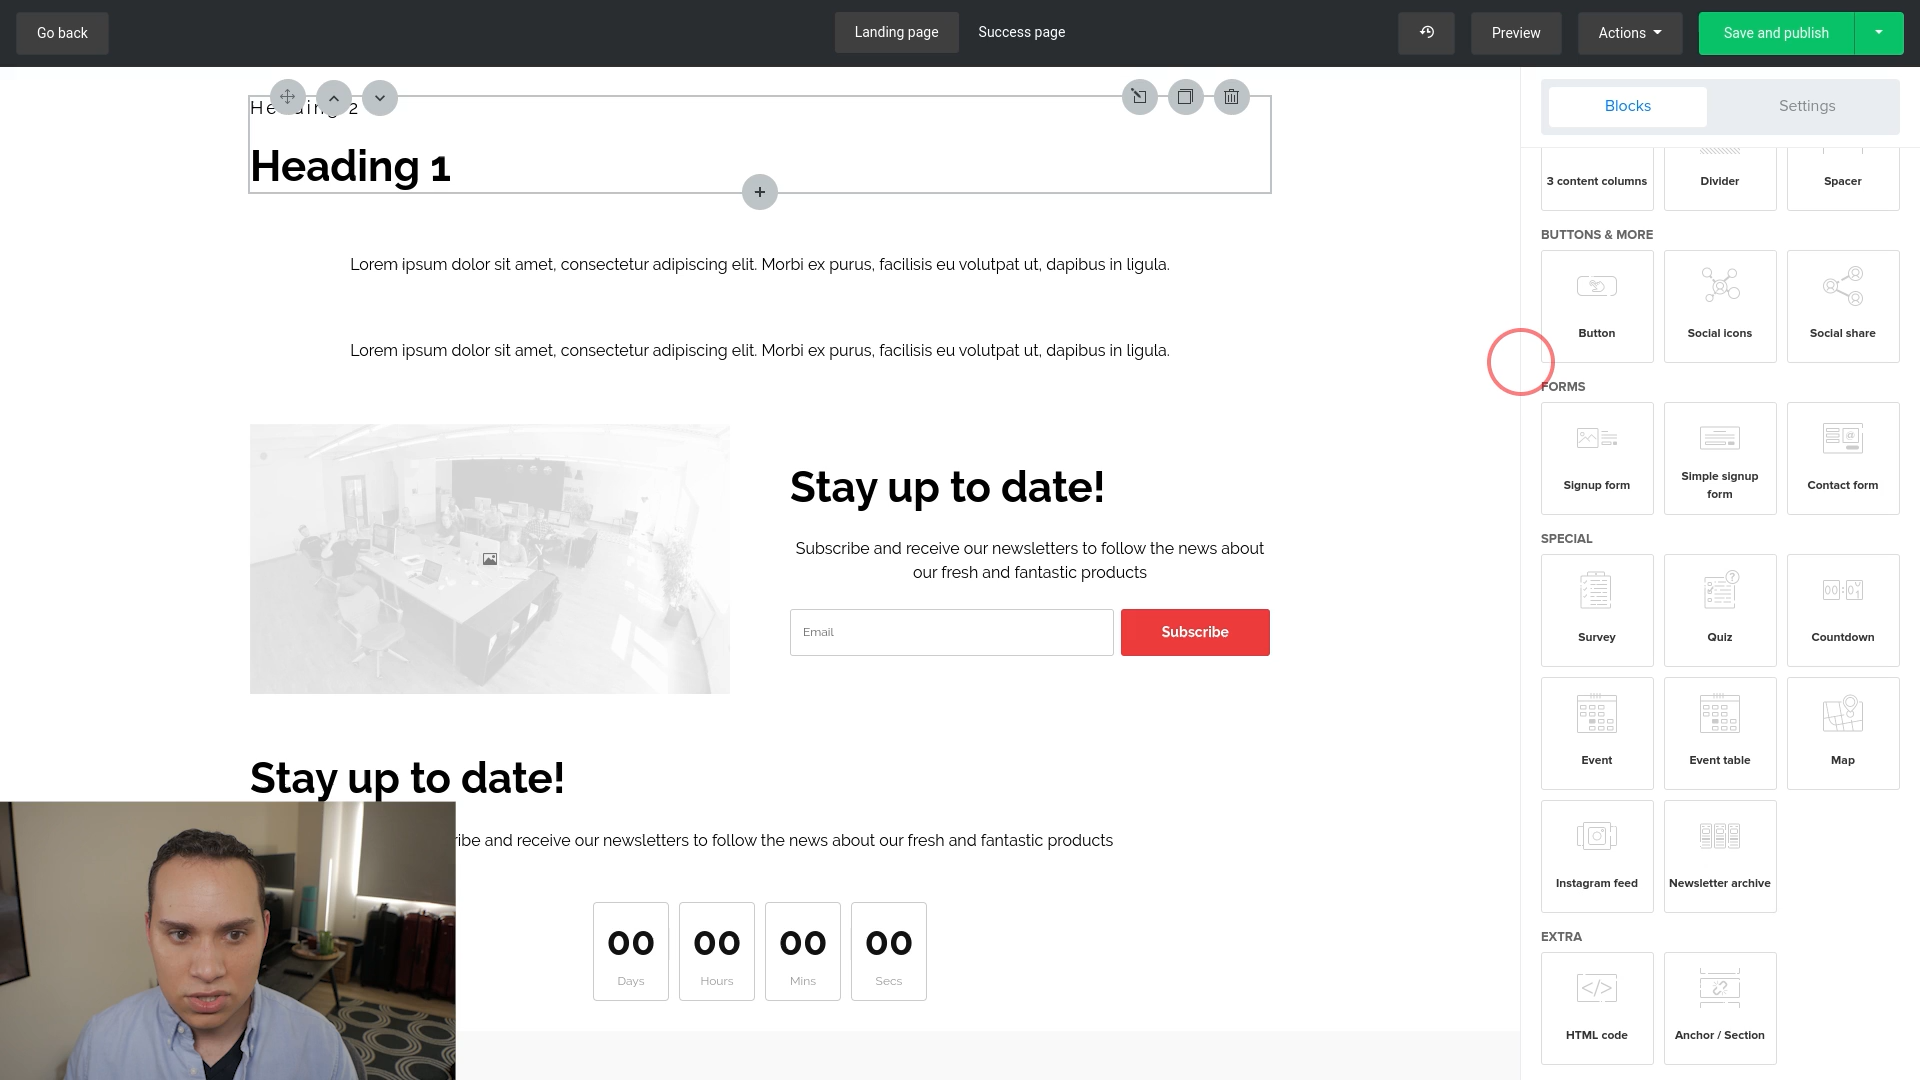 Go back
Landing page
Success page
Preview
Actions
Save and publish
Heading 2
Heading 1
Lorem ipsum dolor sit amet, consectetur adipiscing elit. Morbi ex purus, facilisis eu volutpat ut, dapibus in ligula.
Lorem ipsum dolor sit amet, consectetur adipiscing elit. Morbi ex purus, facilisis eu volutpat ut, dapibus in ligula.
Stay up to date!
Subscribe and receive our newsletters to follow the news about
our fresh and fantastic products
Email
Subscribe
Stay up to date!
ribe and receive our newsletters to follow the news about our fresh and fantastic products
00
00
00
00
Days
Hours
Mins
Secs
Blocks
Settings
3 content columns
Divider
Spacer
BUTTONS & MORE
Button
Social icons
Social share
FORMS
Signup form
Simple signup
form
Contact form
SPECIAL
00:01
Survey
Quiz
Countdown
Event
Event table
Map
Instagram feed
Newsletter archive
EXTRA
</>
HTML code
Anchor / Section